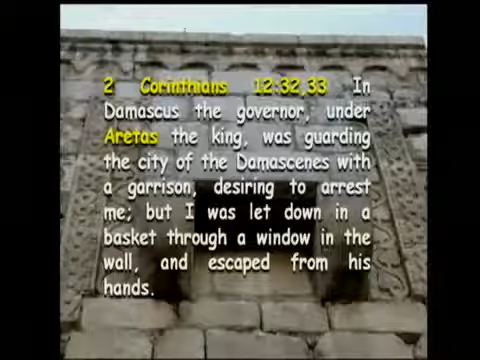 2 Corinthians 12:32,33 In
Damascus the governor, under
Aretas the king, was guarding
the city of the Damascenes with
a garrison, desiring to arrest
me; but I was let down in a
basket through a window in the
wall, and escaped from his
hands.